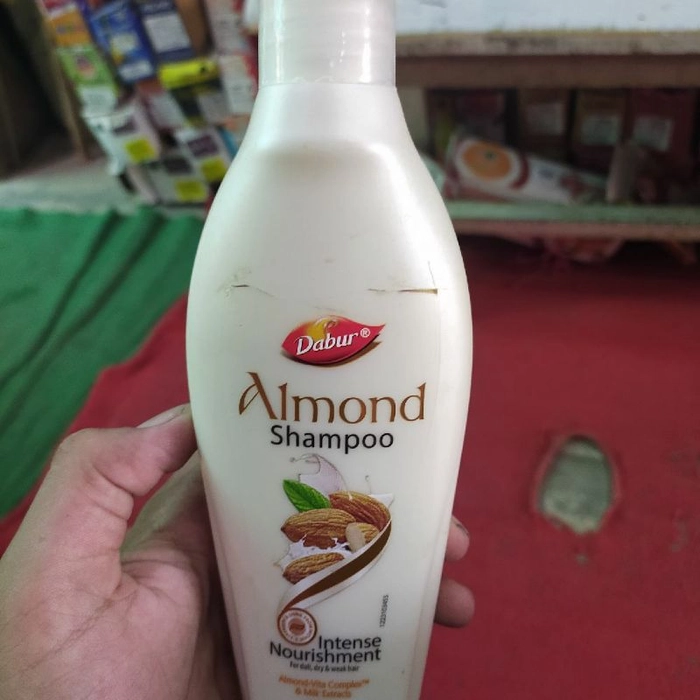 Dabur®
Almond
Shampoo
Intense
Nourishment
for dull, dry & weak hair
Almond-Vita Complex™
& Milk Extracts